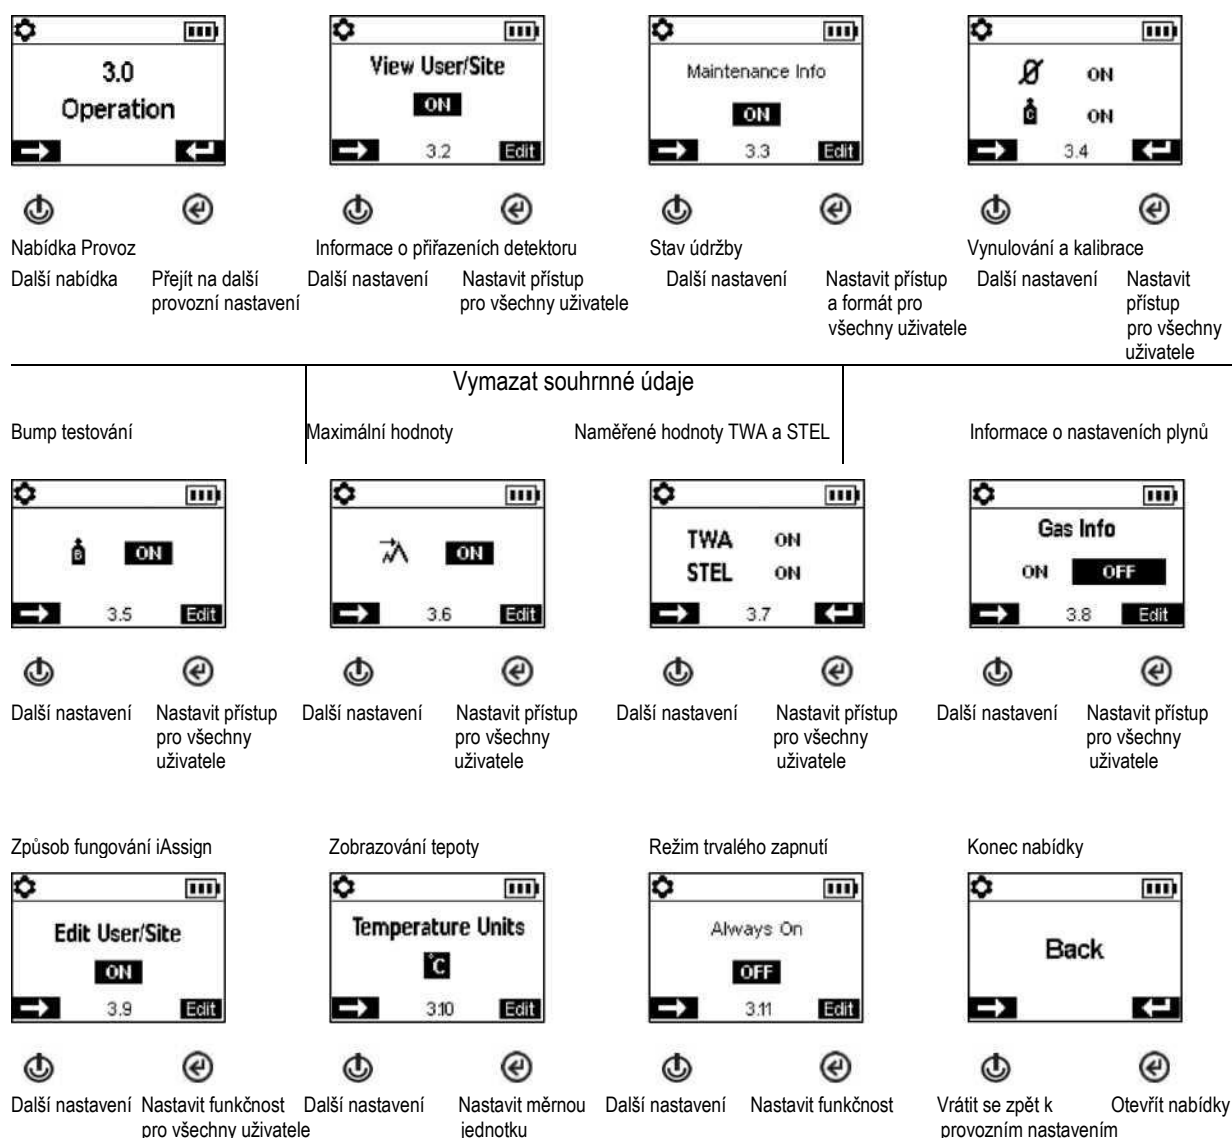 3.0
Operation
View User/Site
ON
3.2
Edit
Maintenance Info
ON
3.3
Edit
ON
C
ON
3.4
Nabídka Provoz
Informace o přiřazeních detektoru
Stav údržby
Vynulování a kalibrace
Další nabídka
Přejít na další
provozní nastavení
Další nastavení
Nastavit přístup
pro všechny uživatele
Další nastavení
Nastavit přístup
a formát pro
všechny uživatele
Další nastavení
Nastavit
přístup
pro všechny
uživatele
Vymazat souhrnné údaje
Bump testování
Maximální hodnoty
Naměřené hodnoty TWA a STEL
Informace o nastaveních plynů
B
ON
3.5
Edit
ON
3.6
Edit
TWA ON
STEL ON
3.7
Gas Info
ON OFF
3.8
Edit
Další nastavení
Nastavit přístup
pro všechny
uživatele
Další nastavení
Nastavit přístup
pro všechny
uživatele
Další nastavení
Nastavit přístup
pro všechny
uživatele
Další nastavení
Nastavit přístup
pro všechny
uživatele
Způsob fungování iAssign
Zobrazování tepoty
Režim trvalého zapnutí
Konec nabídky
Edit User/Site
ON
3.9
Edit
Temperature Units
°C
3.10
Edit
Always On
OFF
3.11
Edit
Back
Další nastavení
Nastavit funkčnost
pro všechny uživatele
Další nastavení
Nastavit měrnou
jednotku
Další nastavení
Nastavit funkčnost
Vrátit se zpět k
provozním nastavením
Otevřít nabídky